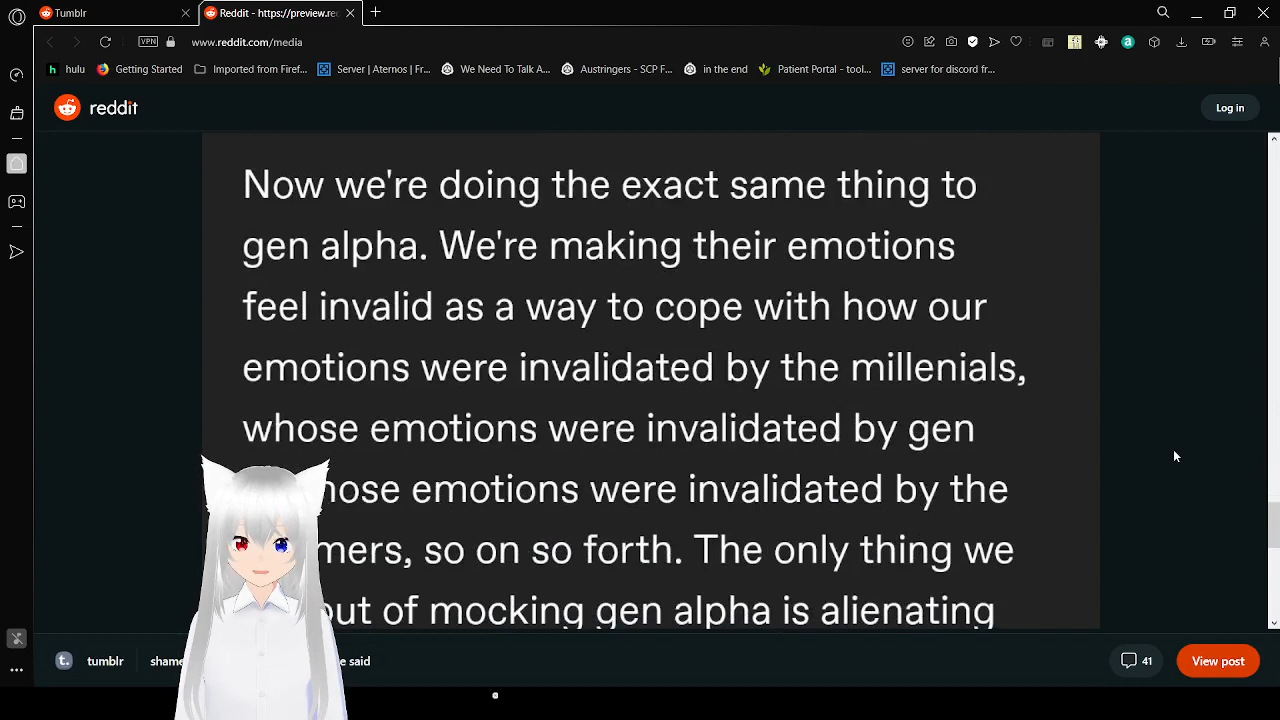 Tumblr
Reddit - https://preview.red
VPN
www.reddit.com/media
hulu
Getting Started
Imported from Firef...
Server | Aternos | Fr...
We Need To Talk A...
Austringers - SCP F...
in the end
Patient Portal - tool...
server for discord fr...
reddit
Log in
Now we're doing the exact same thing to
gen alpha. We're making their emotions
feel invalid as a way to cope with how our
emotions were invalidated by the millenials,
whose emotions were invalidated by gen
hose emotions were invalidated by the
mers, so on so forth. The only thing we
out of mocking gen alpha is alienating
tumblr
shame
e said
41
View post